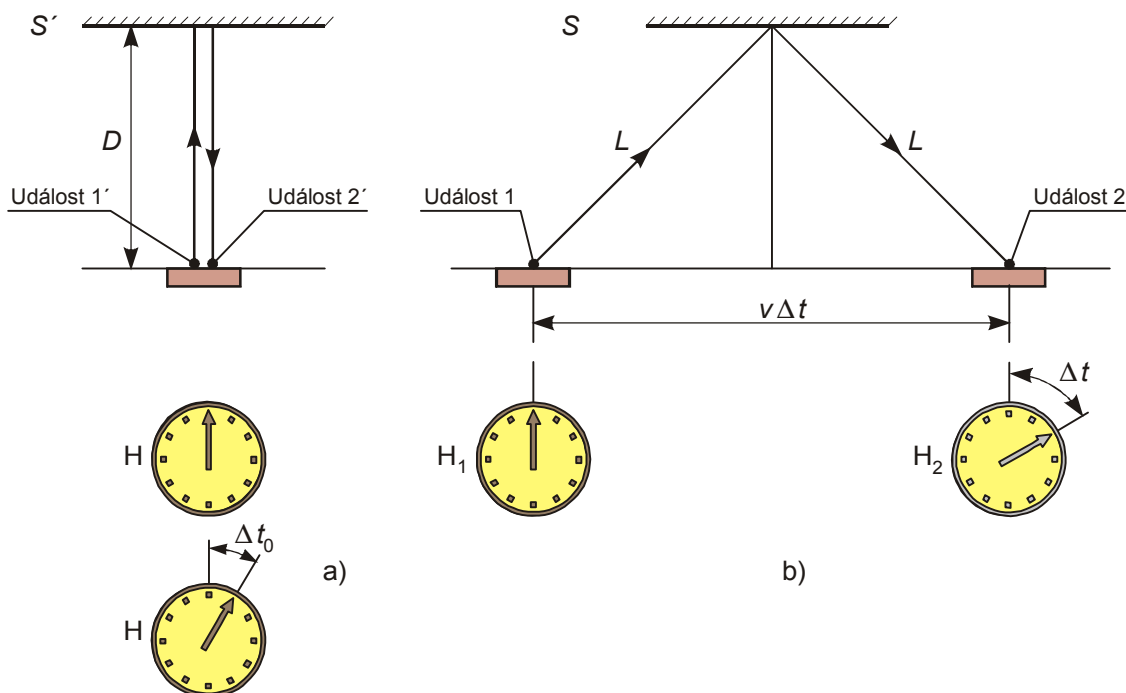 S´
D
Událost 1´
Událost 2´
H
Δt₀
H
a)
S
L
L
Událost 1
Událost 2
vΔt
H₁
H₂
Δt
b)